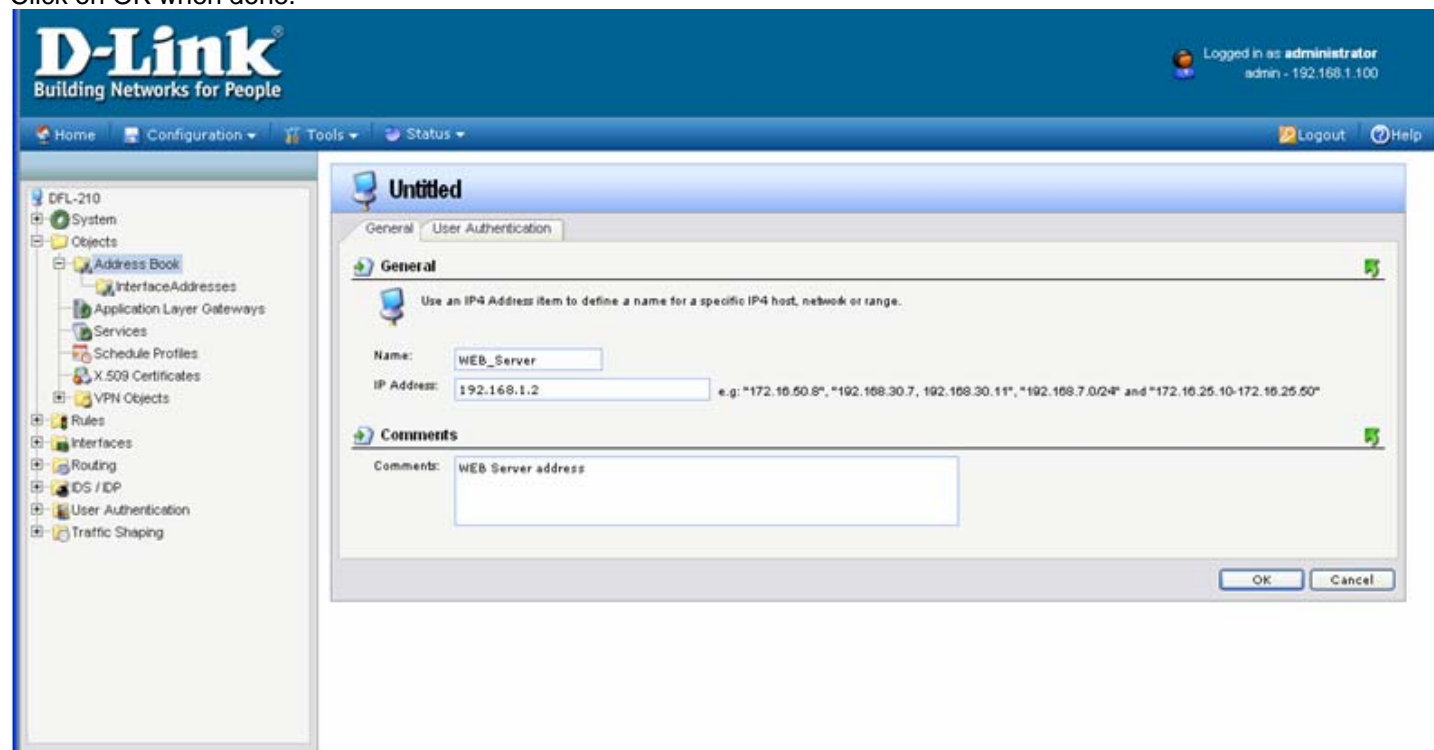 Click on OK when done.
D-Link®
Building Networks for People
Logged in as administrator
admin - 192.168.1.100
Home Configuration Tools Status Logout Help
DFL-210
System
Objects
Address Book
InterfaceAddresses
Application Layer Gateways
Services
Schedule Profiles
X.509 Certificates
VPN Objects
Rules
Interfaces
Routing
IDS / IDP
User Authentication
Traffic Shaping
Untitled
General User Authentication
General
Use an IP4 Address item to define a name for a specific IP4 host, network or range.
Name: WEB_Server
IP Address: 192.168.1.2 e.g: "172.16.50.8", "192.168.30.7, 192.168.30.11", "192.168.7.0/24" and "172.16.25.10-172.16.25.50"
Comments
Comments: WEB Server address
OK Cancel